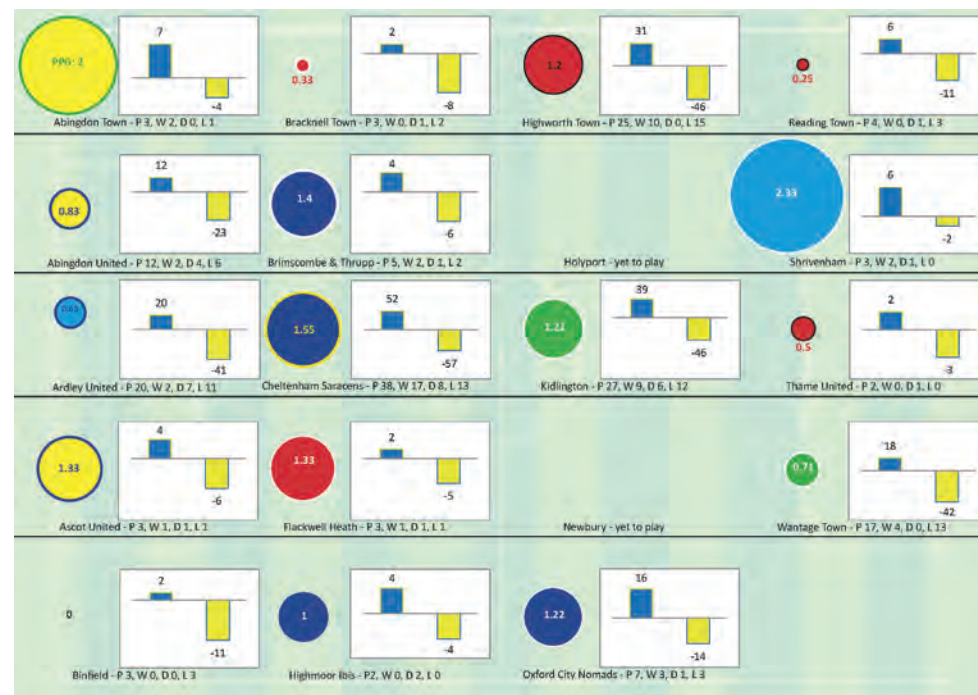 PPG: 2
7
-4
Abingdon Town - P 3, W 2, D 0, L 1
0.33
2
-8
Bracknell Town - P 3, W 0, D 1, L 2
1.2
31
-46
Highworth Town - P 25, W 10, D 0, L 15
0.25
6
-11
Reading Town - P 4, W 0, D 1, L 3
0.83
12
-23
Abingdon United - P 12, W 2, D 4, L 6
1.4
4
-6
Brimscombe & Thrupp - P 5, W 2, D 1, L 2
Holyport - yet to play
2.33
6
-2
Shrivenham - P 3, W 2, D 1, L 0
20
-41
Ardley United - P 20, W 2, D 7, L 11
1.55
52
-57
Cheltenham Saracens - P 38, W 17, D 8, L 13
1.22
39
-46
Kidlington - P 27, W 9, D 6, L 12
0.5
2
-3
Thame United - P 2, W 0, D 1, L 0
1.33
4
-6
Ascot United - P 3, W 1, D 1, L 1
1.33
2
-5
Flackwell Heath - P 3, W 1, D 1, L 1
Newbury - yet to play
0.71
18
-42
Wantage Town - P 17, W 4, D 0, L 13
0
2
-11
Binfield - P 3, W 0, D 0, L 3
1
4
-4
Highmoor Ibis - P2, W 0, D 2, L 0
1.22
16
-14
Oxford City Nomads - P 7, W 3, D 1, L 3